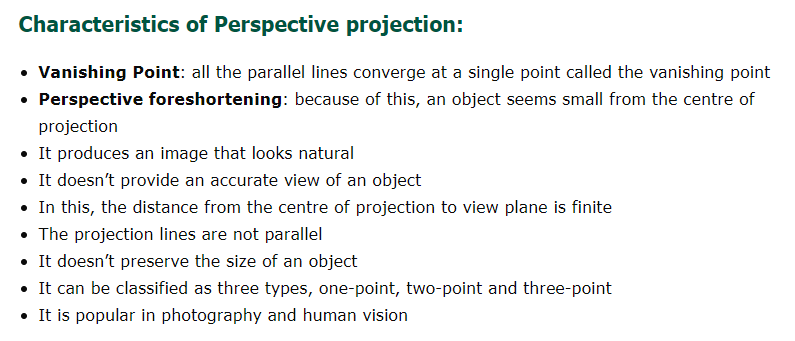 Characteristics of Perspective projection:
• Vanishing Point: all the parallel lines converge at a single point called the vanishing point
• Perspective foreshortening: because of this, an object seems small from the centre of
projection
• It produces an image that looks natural
• It doesn’t provide an accurate view of an object
• In this, the distance from the centre of projection to view plane is finite
• The projection lines are not parallel
• It doesn’t preserve the size of an object
• It can be classified as three types, one-point, two-point and three-point
• It is popular in photography and human vision